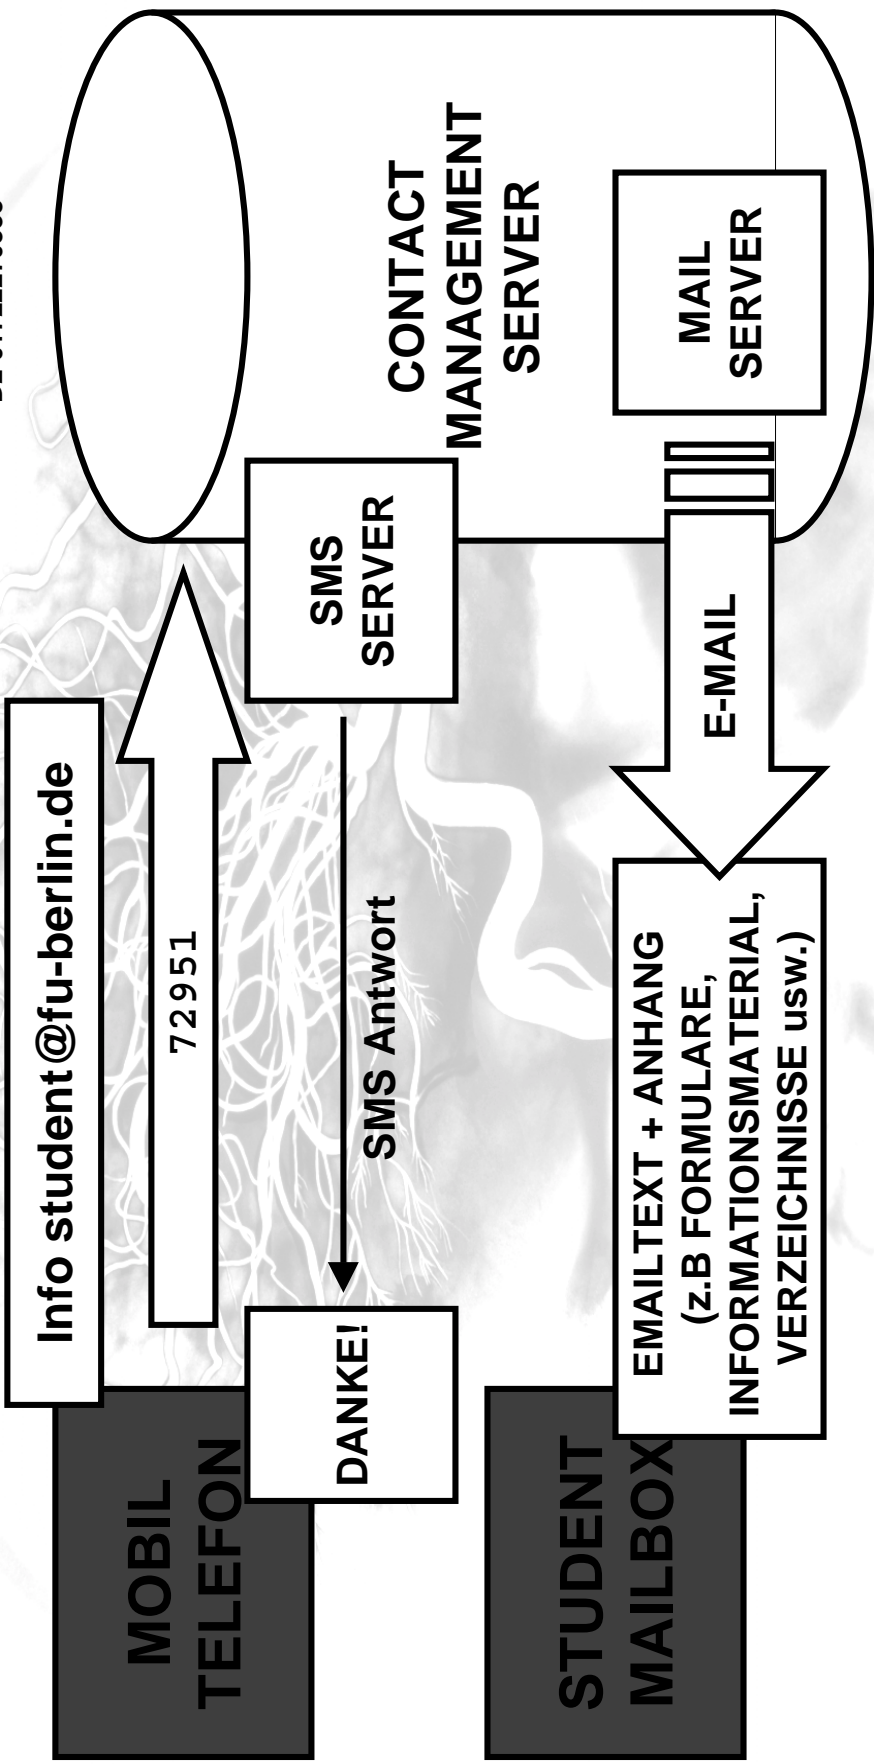 Info student@fu-berlin.de
72951
MOBIL
TELEFON
DANKE!
SMS Antwort
SMS
SERVER
CONTACT
MANAGEMENT
SERVER
MAIL
SERVER
E-MAIL
STUDENT
MAILBOX
EMAILTEXT + ANHANG
(z.B FORMULARE,
INFORMATIONSMATERIAL,
VERZEICHNISSE usw.)